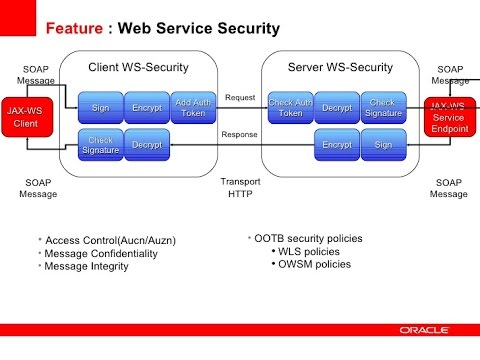 Feature : Web Service Security
SOAP
Message
Client WS-Security
Server WS-Security
SOAP
Message
JAX-WS
Client
Sign
Encrypt
Add Auth
Token
Request
Check Auth
Token
Decrypt
Check
Signature
JAX-WS
Service
Endpoint
Check
Signature
Decrypt
Response
Encrypt
Sign
SOAP
Message
Transport
HTTP
SOAP
Message
• Access Control(Aucn/Auzn)
• Message Confidentiality
• Message Integrity
• OOTB security policies
• WLS policies
• OWSM policies
ORACLE